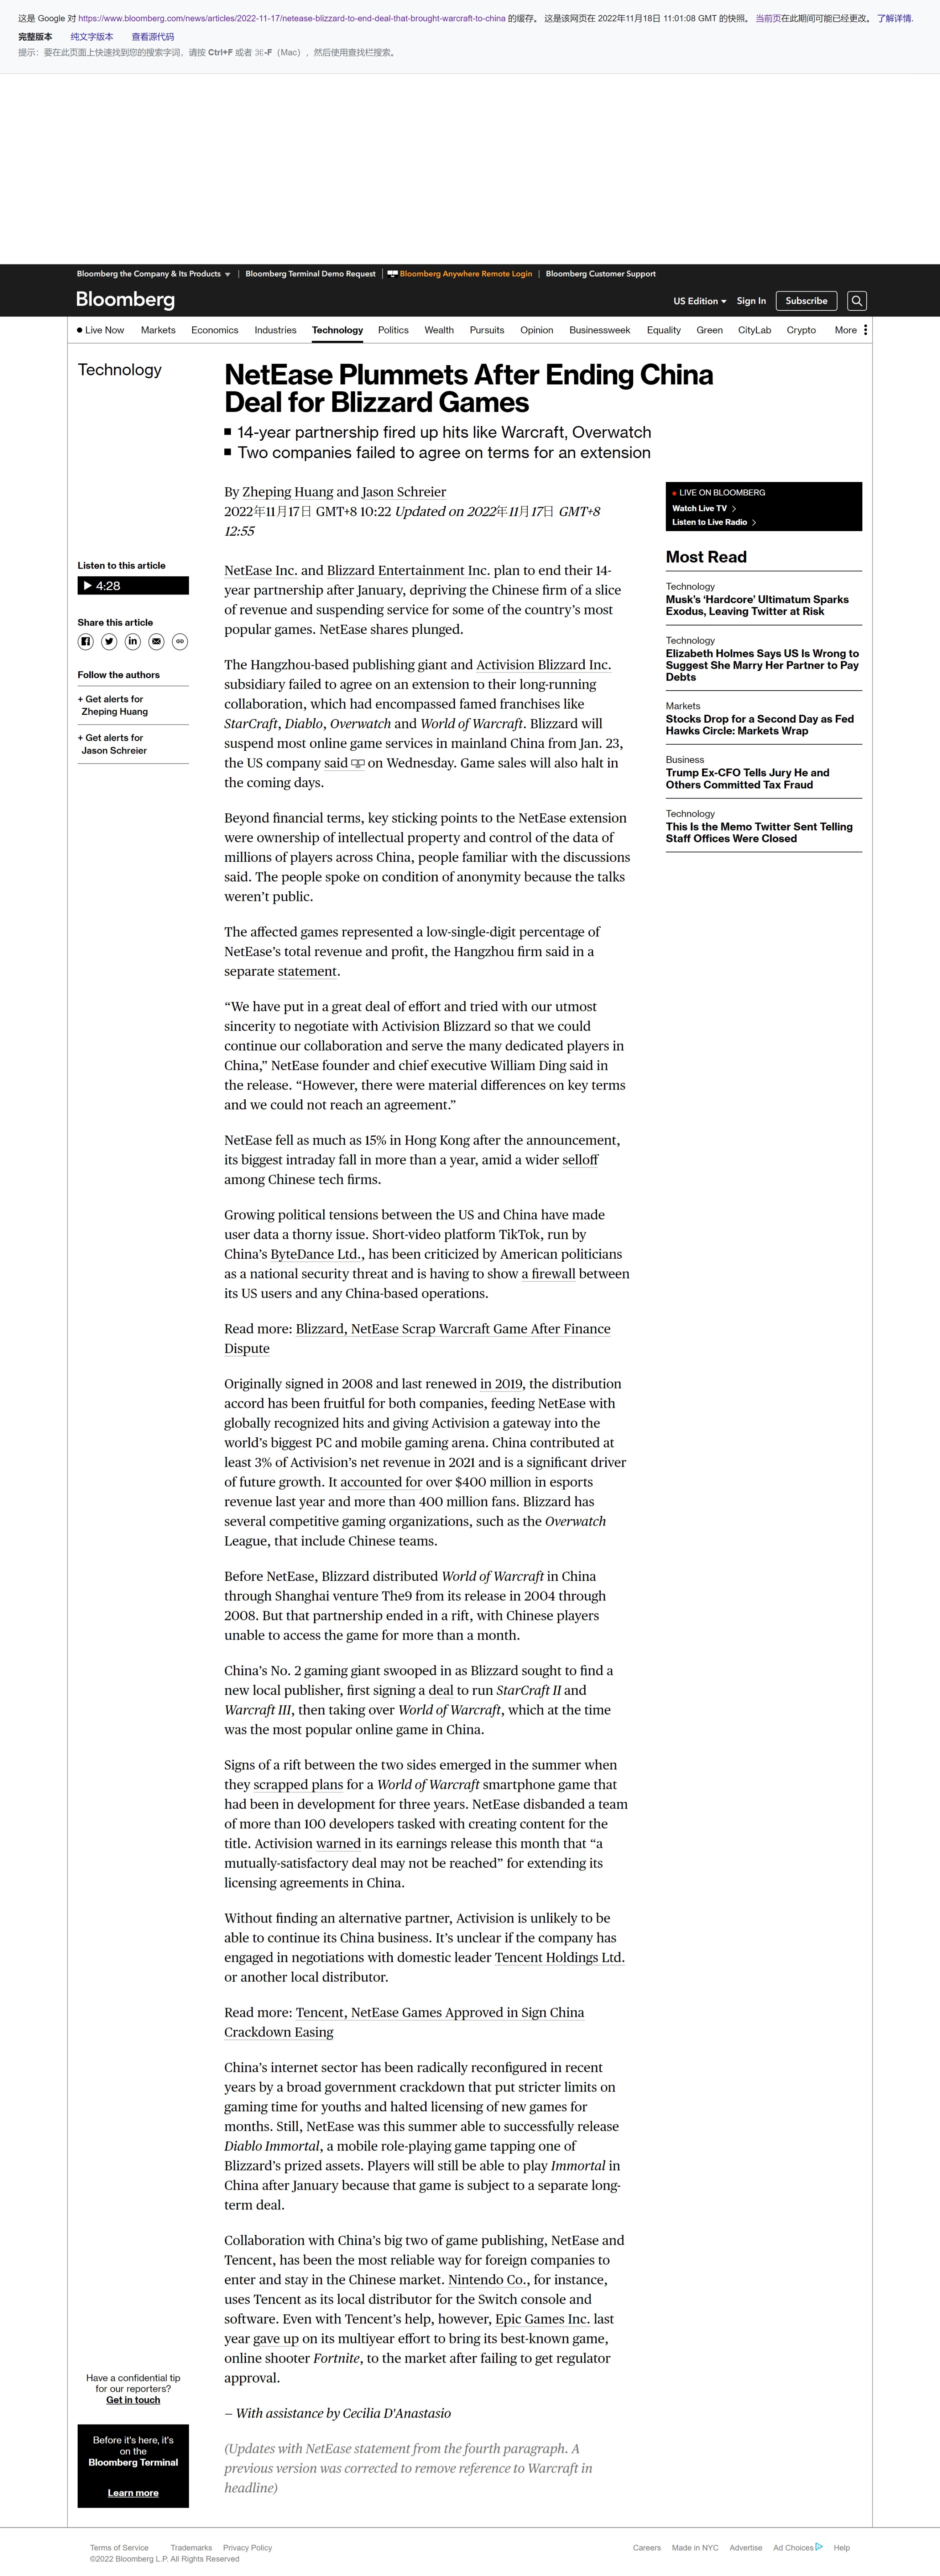 这是 Google 对 https://www.bloomberg.com/news/articles/2022-11-17/netease-blizzard-to-end-deal-that-brought-warcraft-to-china 的缓存。 这是该网页在 2022年11月18日 11:01:08 GMT 的快照。 当前页在此期间可能已经更改。 了解详情.
完整版本 纯文字版本 查看源代码
提示：要在此页面上快速找到您的搜索字词，请按 Ctrl+F 或者 ⌘-F（Mac），然后使用查找栏搜索。
Bloomberg the Company & Its Products | Bloomberg Terminal Demo Request | Bloomberg Anywhere Remote Login | Bloomberg Customer Support
Bloomberg
US Edition Sign In Subscribe
Live Now Markets Economics Industries Technology Politics Wealth Pursuits Opinion Businessweek Equality Green CityLab Crypto More
Technology
NetEase Plummets After Ending China
Deal for Blizzard Games
14-year partnership fired up hits like Warcraft, Overwatch
Two companies failed to agree on terms for an extension
By Zheping Huang and Jason Schreier
2022年11月17日 GMT+8 10:22 Updated on 2022年11月17日 GMT+8
12:55
Listen to this article
4:28
Share this article
Follow the authors
+ Get alerts for
Zheping Huang
+ Get alerts for
Jason Schreier
NetEase Inc. and Blizzard Entertainment Inc. plan to end their 14-
year partnership after January, depriving the Chinese firm of a slice
of revenue and suspending service for some of the country's most
popular games. NetEase shares plunged.
The Hangzhou-based publishing giant and Activision Blizzard Inc.
subsidiary failed to agree on an extension to their long-running
collaboration, which had encompassed famed franchises like
StarCraft, Diablo, Overwatch and World of Warcraft. Blizzard will
suspend most online game services in mainland China from Jan. 23,
the US company said on Wednesday. Game sales will also halt in
the coming days.
Beyond financial terms, key sticking points to the NetEase extension
were ownership of intellectual property and control of the data of
millions of players across China, people familiar with the discussions
said. The people spoke on condition of anonymity because the talks
weren't public.
The affected games represented a low-single-digit percentage of
NetEase's total revenue and profit, the Hangzhou firm said in a
separate statement.
“We have put in a great deal of effort and tried with our utmost
sincerity to negotiate with Activision Blizzard so that we could
continue our collaboration and serve the many dedicated players in
China,” NetEase founder and chief executive William Ding said in
the release. “However, there were material differences on key terms
and we could not reach an agreement.”
NetEase fell as much as 15% in Hong Kong after the announcement,
its biggest intraday fall in more than a year, amid a wider selloff
among Chinese tech firms.
Growing political tensions between the US and China have made
user data a thorny issue. Short-video platform TikTok, run by
China's ByteDance Ltd., has been criticized by American politicians
as a national security threat and is having to show a firewall between
its US users and any China-based operations.
Read more: Blizzard, NetEase Scrap Warcraft Game After Finance
Dispute
Originally signed in 2008 and last renewed in 2019, the distribution
accord has been fruitful for both companies, feeding NetEase with
globally recognized hits and giving Activision a gateway into the
world's biggest PC and mobile gaming arena. China contributed at
least 3% of Activision's net revenue in 2021 and is a significant driver
of future growth. It accounted for over $400 million in esports
revenue last year and more than 400 million fans. Blizzard has
several competitive gaming organizations, such as the Overwatch
League, that include Chinese teams.
Before NetEase, Blizzard distributed World of Warcraft in China
through Shanghai venture The9 from its release in 2004 through
2008. But that partnership ended in a rift, with Chinese players
unable to access the game for more than a month.
China's No. 2 gaming giant swooped in as Blizzard sought to find a
new local publisher, first signing a deal to run StarCraft II and
Warcraft III, then taking over World of Warcraft, which at the time
was the most popular online game in China.
Signs of a rift between the two sides emerged in the summer when
they scrapped plans for a World of Warcraft smartphone game that
had been in development for three years. NetEase disbanded a team
of more than 100 developers tasked with creating content for the
title. Activision warned in its earnings release this month that “a
mutually-satisfactory deal may not be reached” for extending its
licensing agreements in China.
Without finding an alternative partner, Activision is unlikely to be
able to continue its China business. It's unclear if the company has
engaged in negotiations with domestic leader Tencent Holdings Ltd.
or another local distributor.
Read more: Tencent, NetEase Games Approved in Sign China
Crackdown Easing
China's internet sector has been radically reconfigured in recent
years by a broad government crackdown that put stricter limits on
gaming time for youths and halted licensing of new games for
months. Still, NetEase was this summer able to successfully release
Diablo Immortal, a mobile role-playing game tapping one of
Blizzard's prized assets. Players will still be able to play Immortal in
China after January because that game is subject to a separate long-
term deal.
Collaboration with China's big two of game publishing, NetEase and
Tencent, has been the most reliable way for foreign companies to
enter and stay in the Chinese market. Nintendo Co., for instance,
uses Tencent as its local distributor for the Switch console and
software. Even with Tencent's help, however, Epic Games Inc. last
year gave up on its multiyear effort to bring its best-known game,
online shooter Fortnite, to the market after failing to get regulator
approval.
– With assistance by Cecilia D'Anastasio
(Updates with NetEase statement from the fourth paragraph. A
previous version was corrected to remove reference to Warcraft in
headline)
LIVE ON BLOOMBERG
Watch Live TV
Listen to Live Radio
Most Read
Technology
Musk's ‘Hardcore’ Ultimatum Sparks
Exodus, Leaving Twitter at Risk
Technology
Elizabeth Holmes Says US Is Wrong to
Suggest She Marry Her Partner to Pay
Debts
Markets
Stocks Drop for a Second Day as Fed
Hawks Circle: Markets Wrap
Business
Trump Ex-CFO Tells Jury He and
Others Committed Tax Fraud
Technology
This Is the Memo Twitter Sent Telling
Staff Offices Were Closed
Have a confidential tip
for our reporters?
Get in touch
Before it's here, it's
on the
Bloomberg Terminal
Learn more
Terms of Service Trademarks Privacy Policy
©2022 Bloomberg L.P. All Rights Reserved
Careers Made in NYC Advertise Ad Choices Help